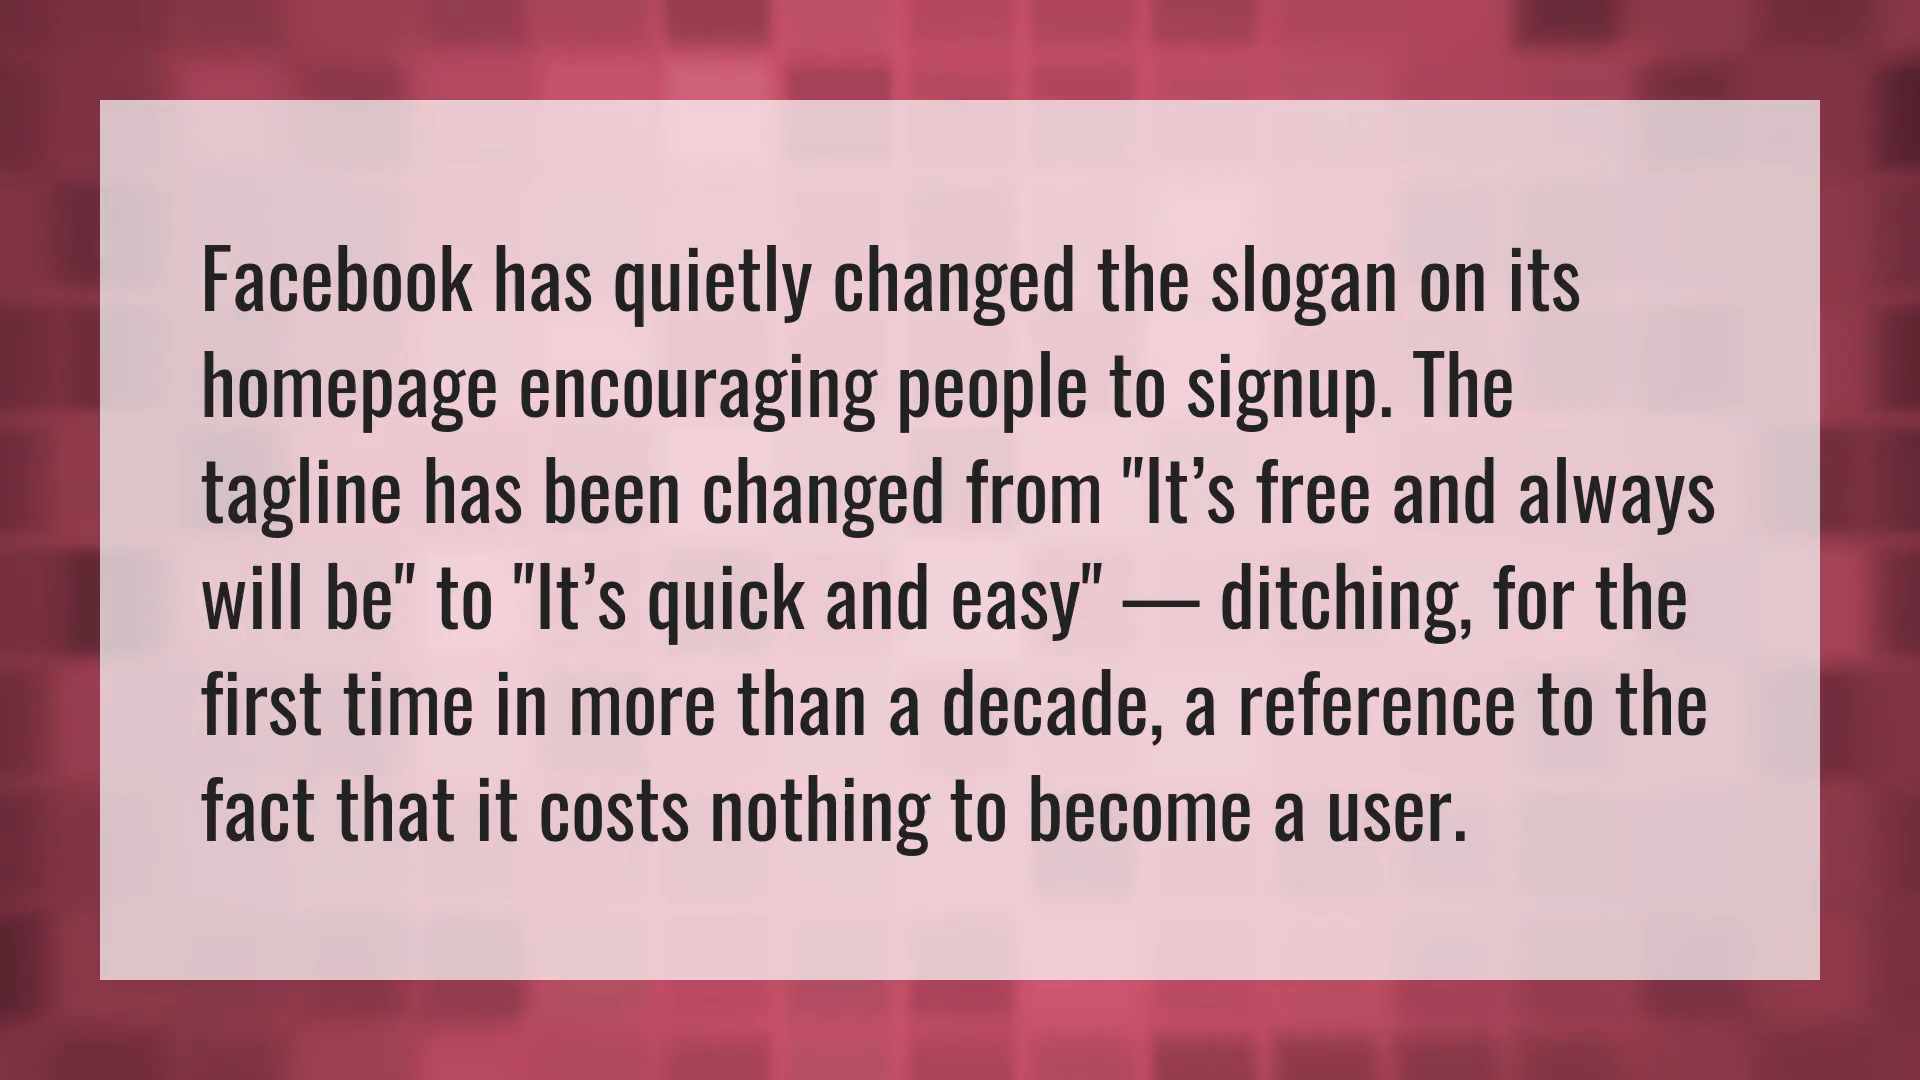 Facebook has quietly changed the slogan on its
homepage encouraging people to signup. The
tagline has been changed from "It’s free and always
will be" to "It’s quick and easy" — ditching, for the
first time in more than a decade, a reference to the
fact that it costs nothing to become a user.